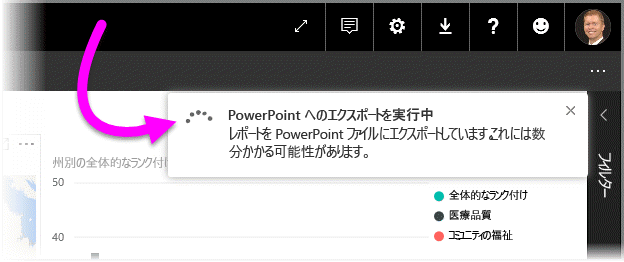 PowerPoint へのエクスポートを実行中
レポートを PowerPoint ファイルにエクスポートしています。これには数
分かかる可能性があります。
フィルター
州別の全体的なランク付け
50
全体的なランク付け
医療品質
40
コミュニティの福祉